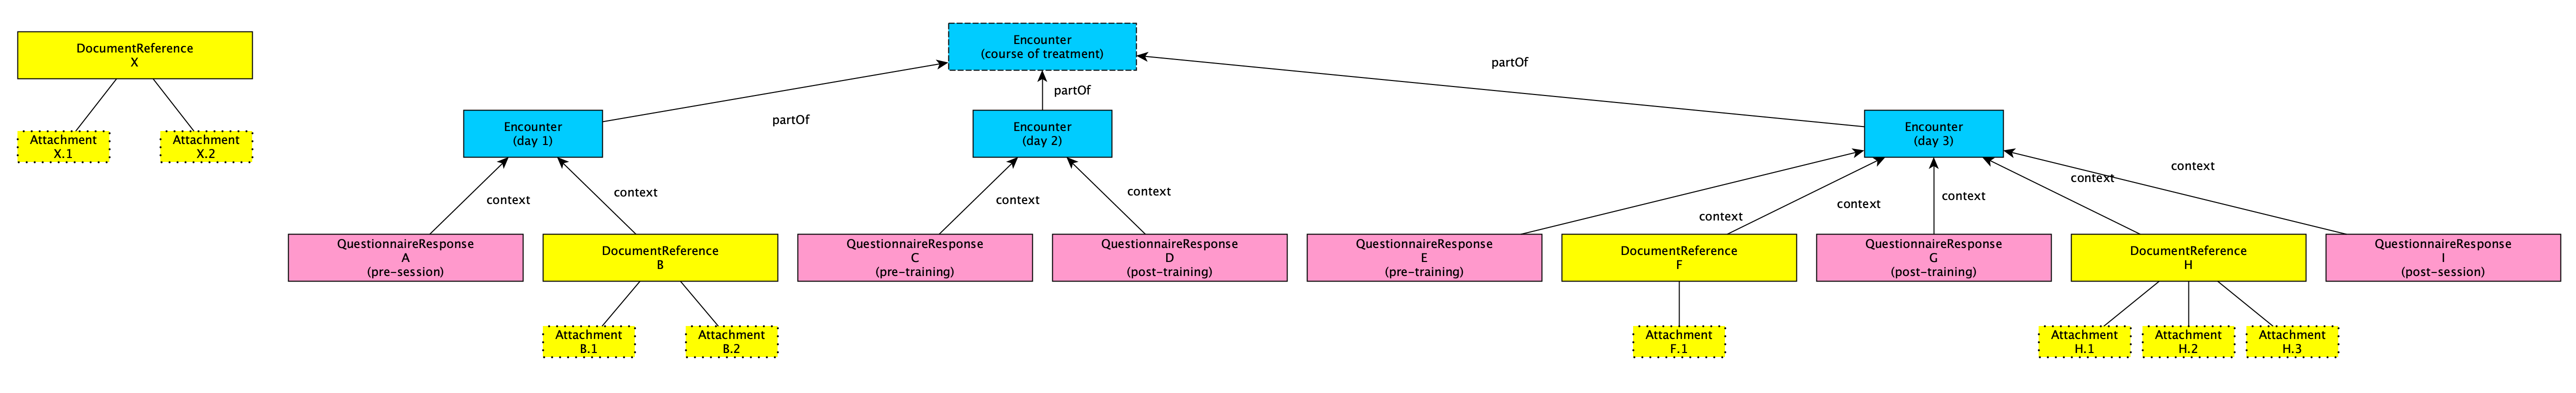 DocumentReference
X
Attachment
X.1
Attachment
X.2
Encounter
(course of treatment)
partOf
partOf
partOf
Encounter
(day 1)
Encounter
(day 2)
Encounter
(day 3)
context
context
context
context
context
context
context
context
context
QuestionnaireResponse
A
(pre-session)
DocumentReference
B
QuestionnaireResponse
C
(pre-training)
QuestionnaireResponse
D
(post-training)
QuestionnaireResponse
E
(pre-training)
DocumentReference
F
QuestionnaireResponse
G
(post-training)
DocumentReference
H
QuestionnaireResponse
I
(post-session)
Attachment
B.1
Attachment
B.2
Attachment
F.1
Attachment
H.1
Attachment
H.2
Attachment
H.3